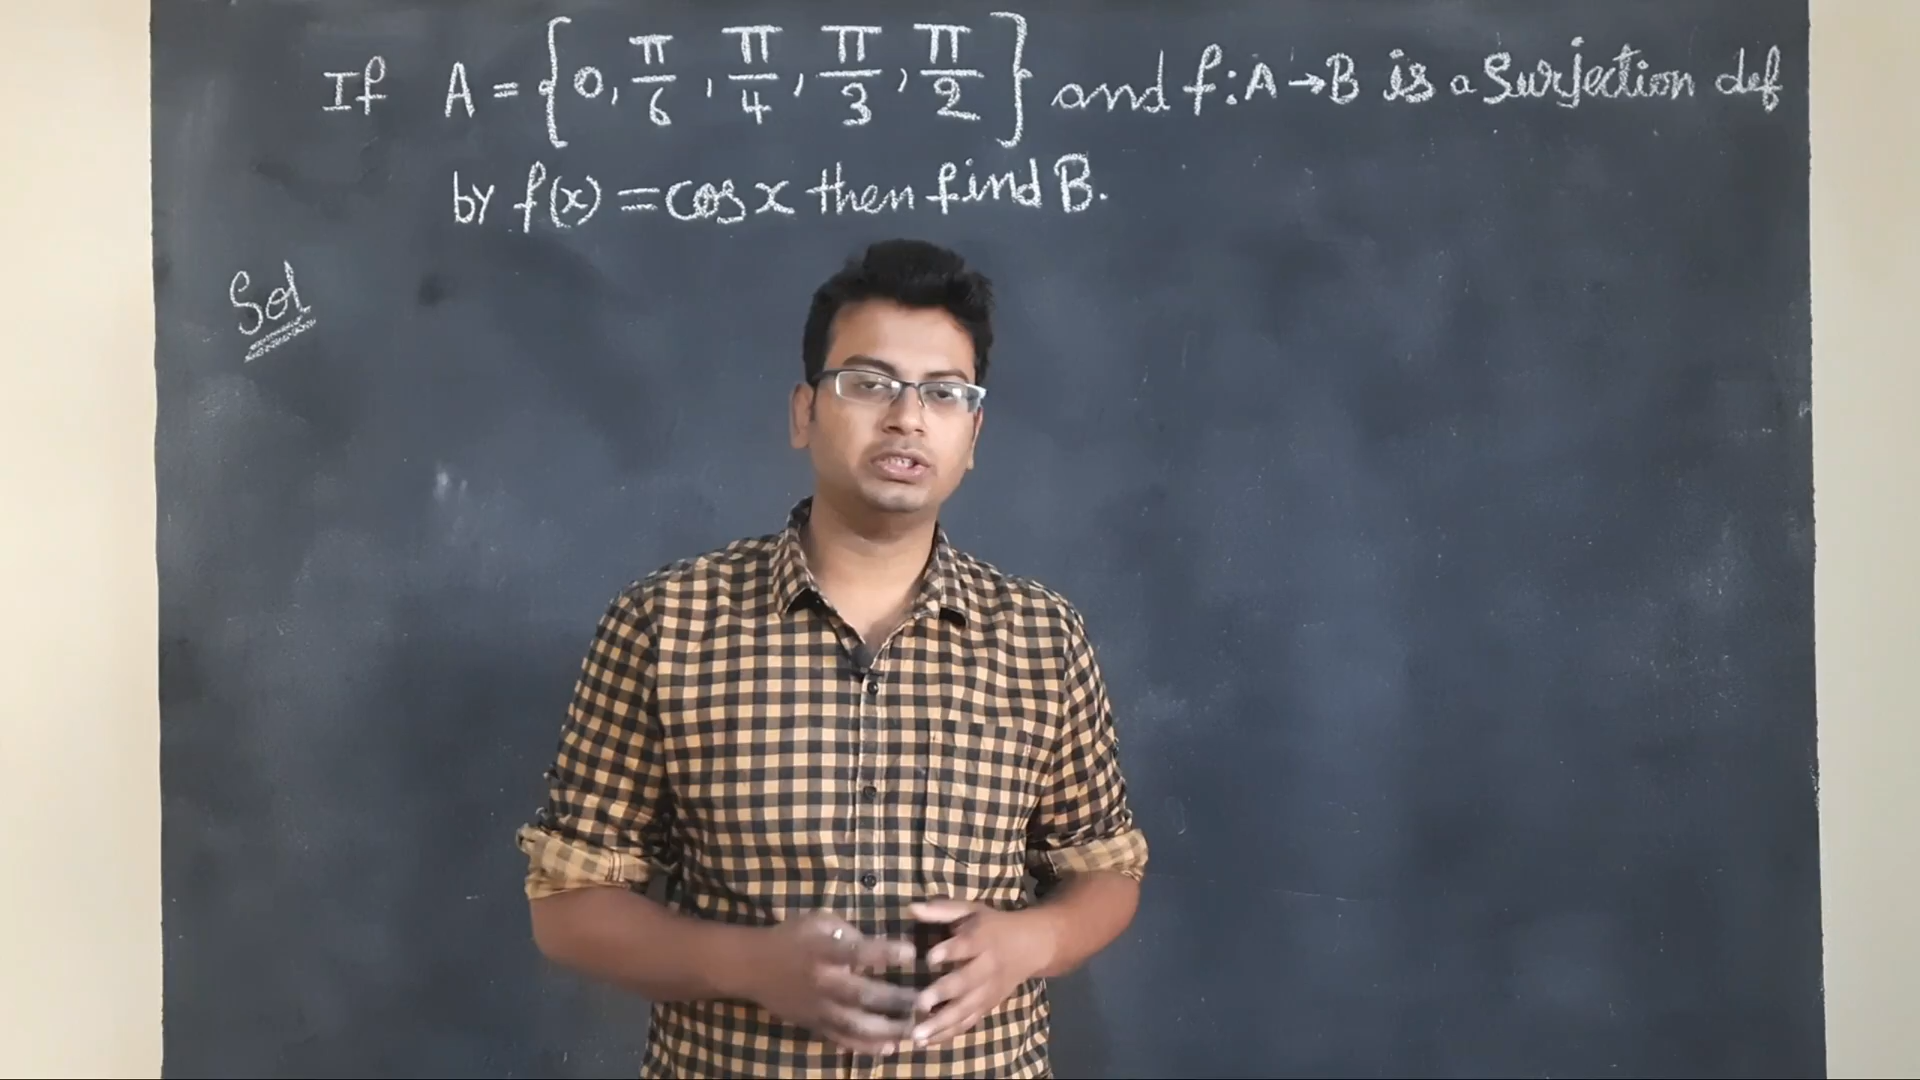 If A = {0, π/6, π/4, π/3, π/2} and f: A→B is a Surjection def
by f(x) = cos x then find B.
Sol